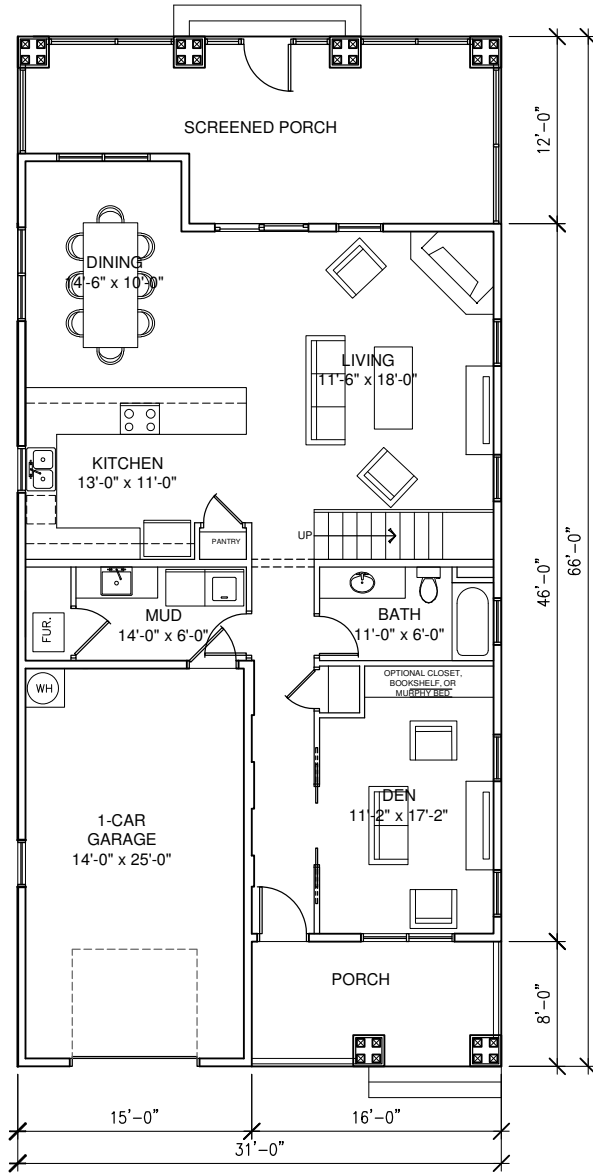 SCREENED PORCH
12'-0"
DINING
14'-6" x 10'-0"
LIVING
11'-6" x 18'-0"
KITCHEN
13'-0" x 11'-0"
PANTRY
UP
46'-0"
66'-0"
FUR.
MUD
14'-0" x 6'-0"
BATH
11'-0" x 6'-0"
WH
OPTIONAL CLOSET,
BOOKSHELF, OR
MURPHY BED
1-CAR
GARAGE
14'-0" x 25'-0"
DEN
11'-2" x 17'-2"
PORCH
8'-0"
15'-0"
16'-0"
31'-0"